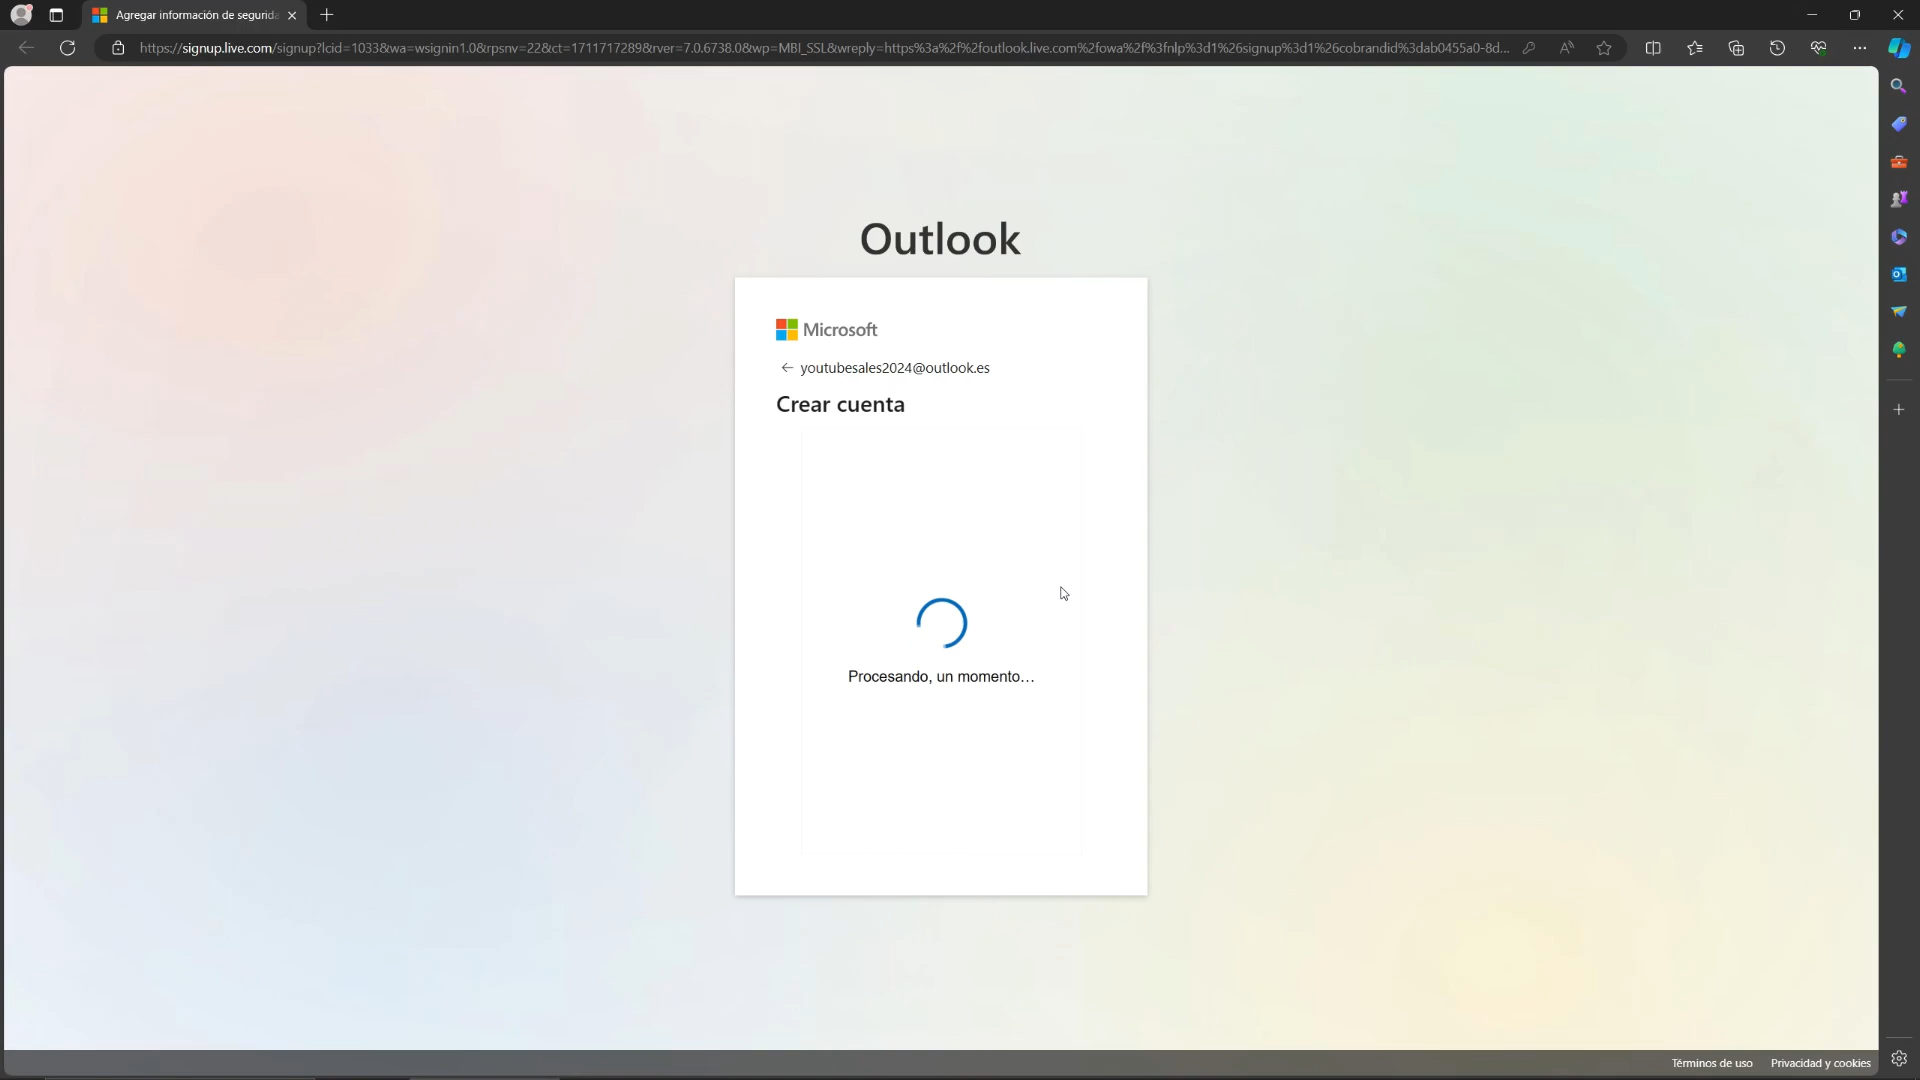 Agregar información de segurida
https://signup.live.com/signup?lcid=1033&wa=wsignin1.0&rpsnv=22&ct=1711717289&rver=7.0.6738.0&wp=MBI_SSL&wreply=https%3a%2f%2foutlook.live.com%2fowa%2f%3fnlp%3d1%26signup%3d1%26cobrandid%3dab0455a0-8d...
Outlook
Microsoft
youtubesales2024@outlook.es
Crear cuenta
Procesando, un momento...
Términos de uso Privacidad y cookies